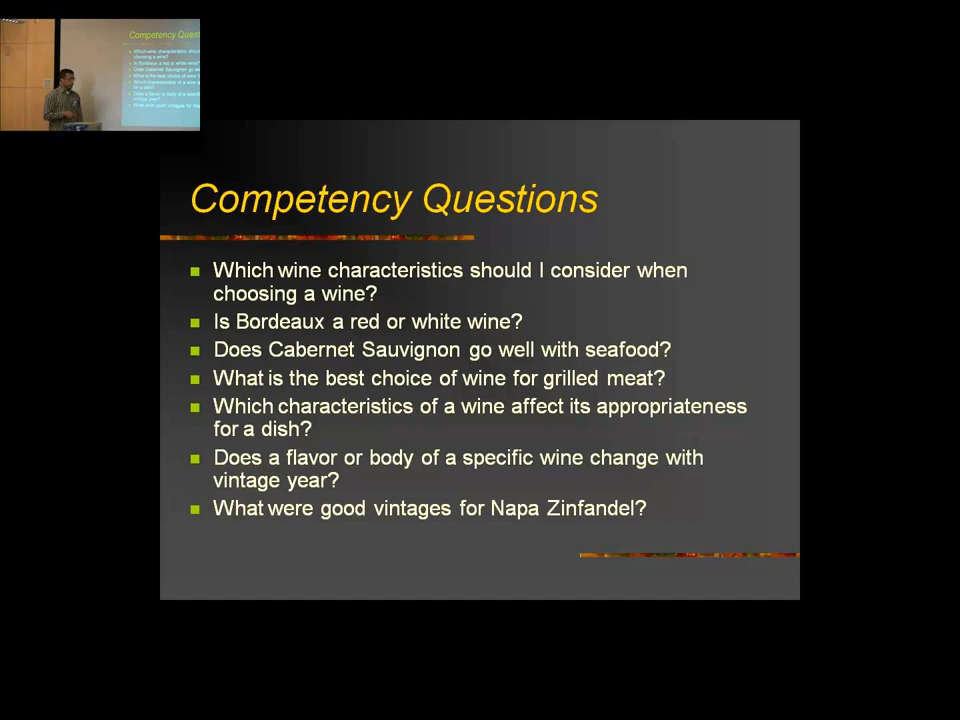 Competency Questions
Which wine characteristics should I consider when
choosing a wine?
Is Bordeaux a red or white wine?
Does Cabernet Sauvignon go well with seafood?
What is the best choice of wine for grilled meat?
Which characteristics of a wine affect its appropriateness
for a dish?
Does a flavor or body of a specific wine change with
vintage year?
What were good vintages for Napa Zinfandel?